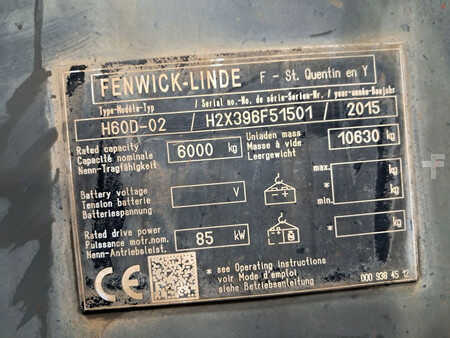 FENWICK-LINDE F - St. Quentin en Y
Type-Modèle-Typ / Serial no.-No. de série-Serien-Nr. / year-année-Baujahr
H60D-02 / H2X396F51501 / 2015
Rated capacity
Capacité nominale
Nenn-Tragfähigkeit
6000 kg
Unladen mass
Masse à vide
Leergewicht
10630 kg
Battery voltage
Tension batterie
Batteriespannung
V
max. kg
*
min. kg
Rated drive power
Puissance motr.nom.
Nenn-Antriebsleist.
85 kW
* kg
* see Operating instructions
voir Mode d'emploi
siehe Betriebsanleitung
CE
000 938 45 12